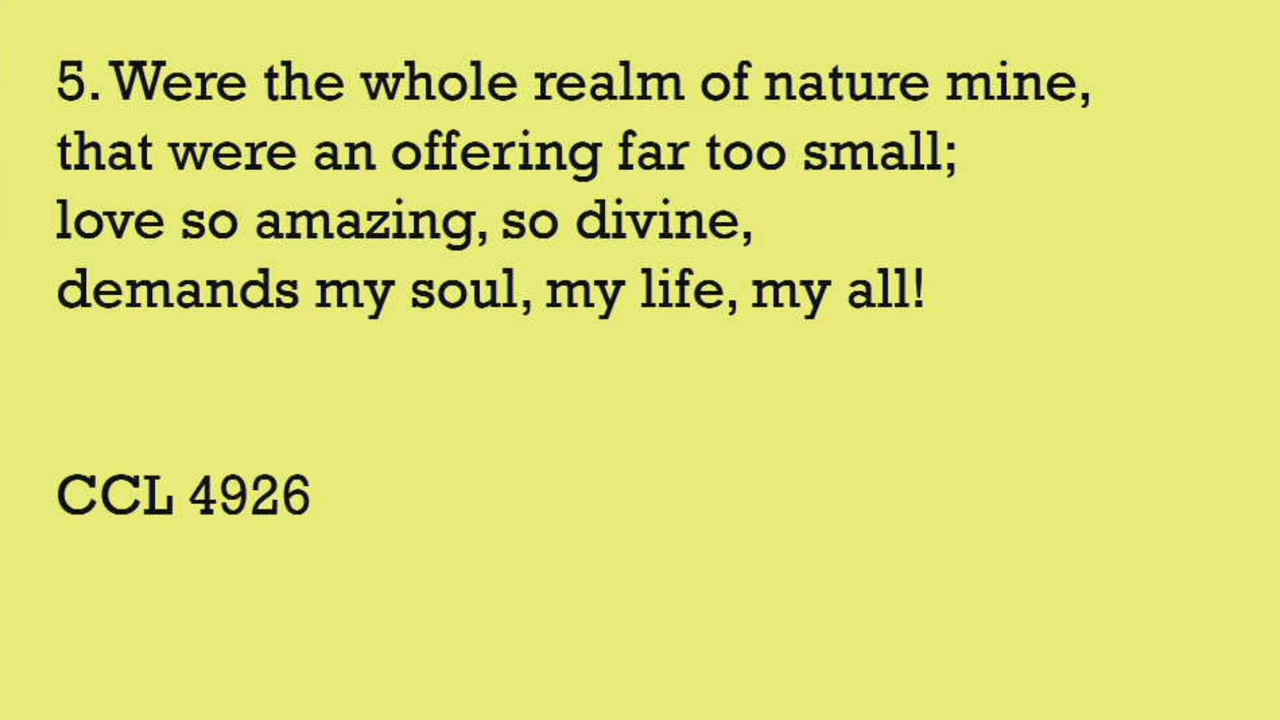 5. Were the whole realm of nature mine,
that were an offering far too small;
love so amazing, so divine,
demands my soul, my life, my all!
CCL 4926